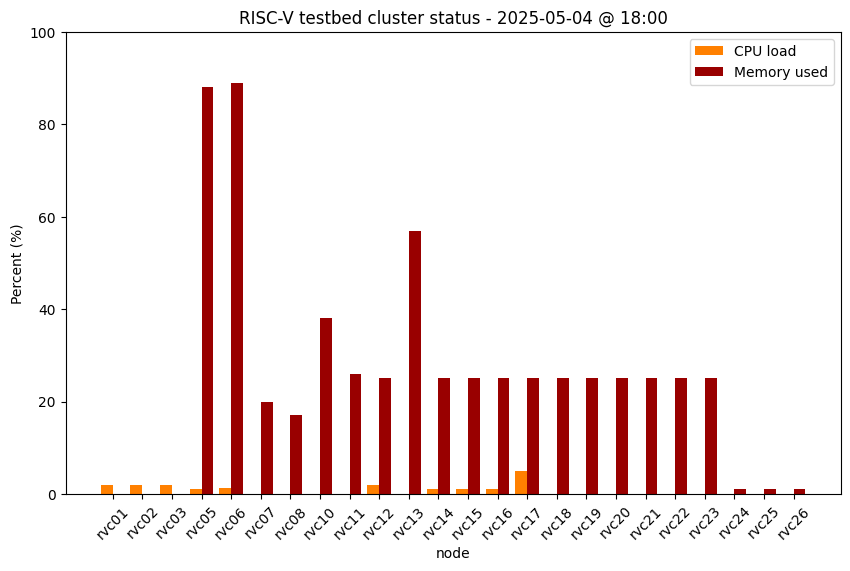 RISC-V testbed cluster status - 2025-05-04 @ 18:00
CPU load
Memory used
Percent (%)
100
80
60
40
20
0
rvc01
rvc02
rvc03
rvc05
rvc06
rvc07
rvc08
rvc10
rvc11
rvc12
rvc13
rvc14
rvc15
rvc16
rvc17
rvc18
rvc19
rvc20
rvc21
rvc22
rvc23
rvc24
rvc25
rvc26
node